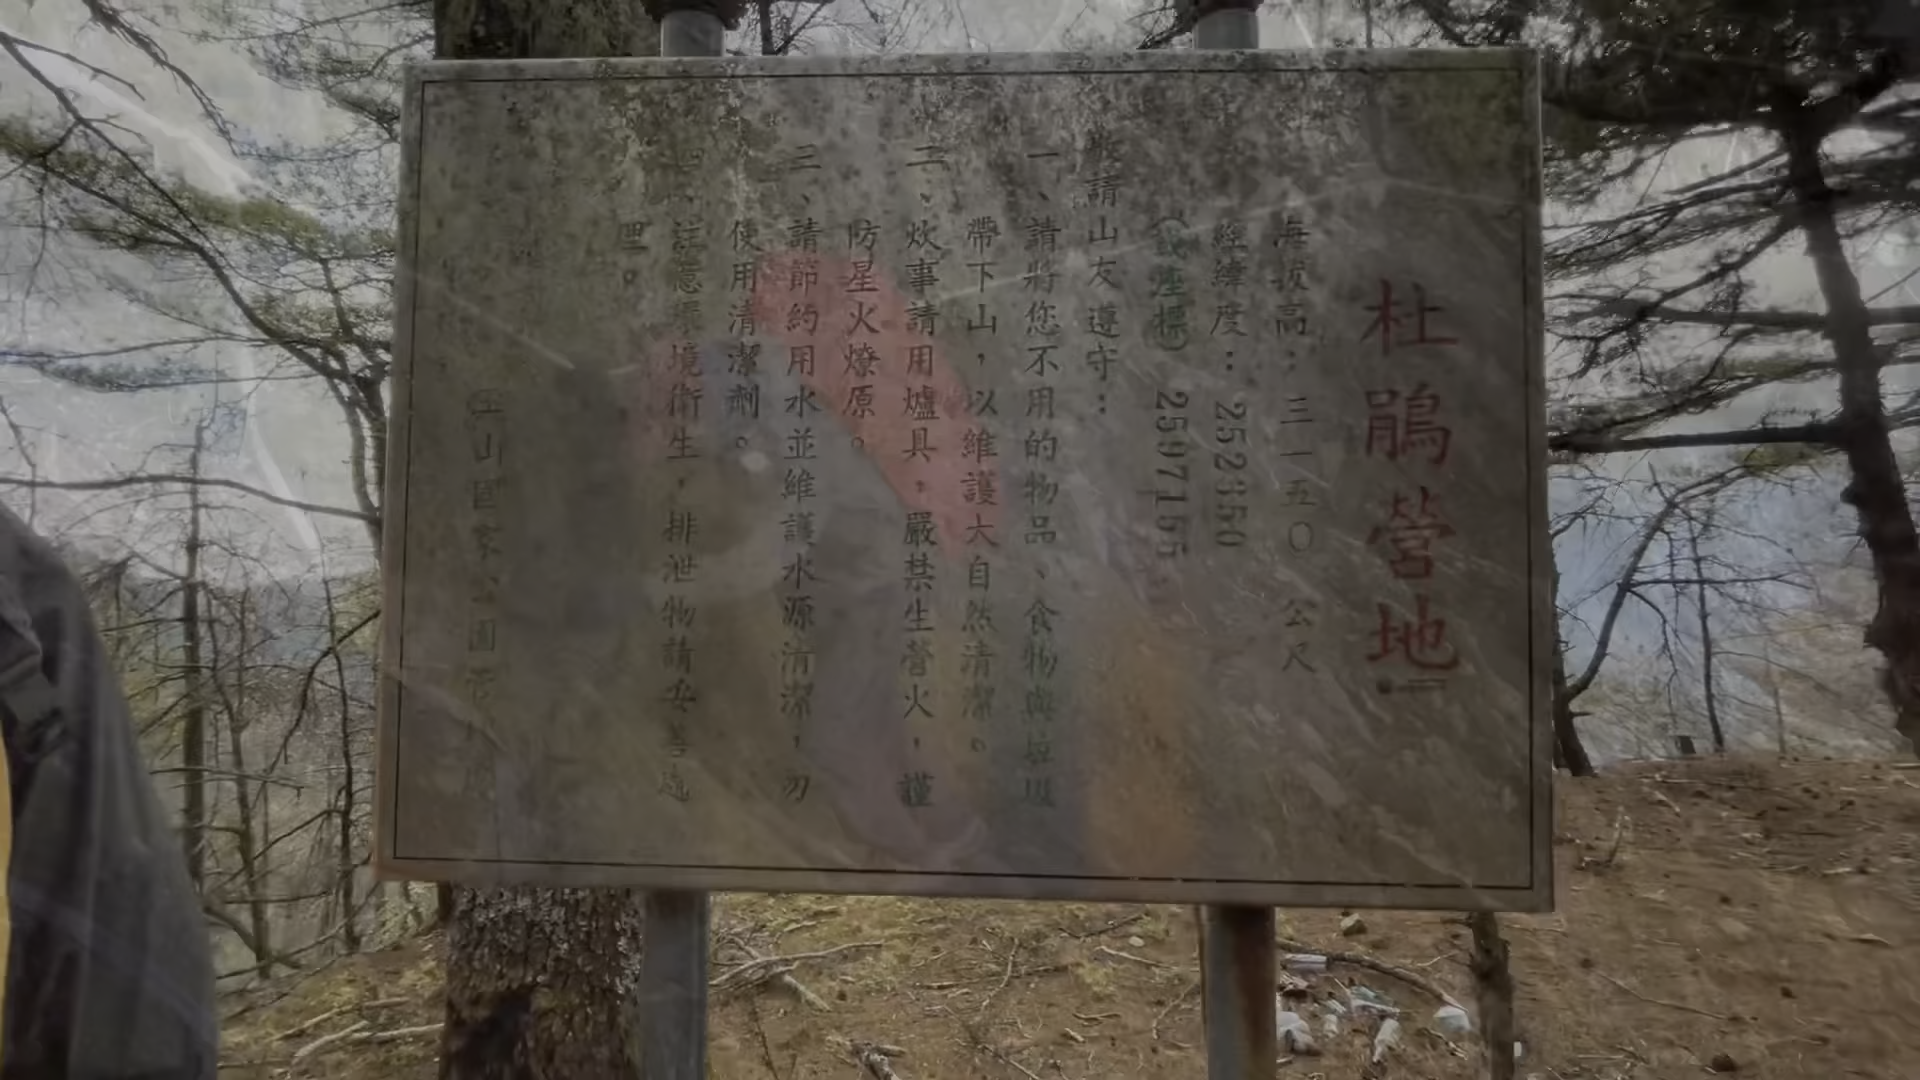 杜鵑營地
海拔高：三一五〇 公尺
經緯度：252350
座標） 2597155
請山友遵守：
一、請將您不用的物品、食物與垃圾
帶下山，以維護大自然清潔。
二、炊事請用爐具，嚴禁生營火，謹
防星火燎原。
三、請節約用水並維護水源清潔，勿
使用清潔劑。
四、注意環境衛生，排泄物請妥善處
理。
山國家公園管理處